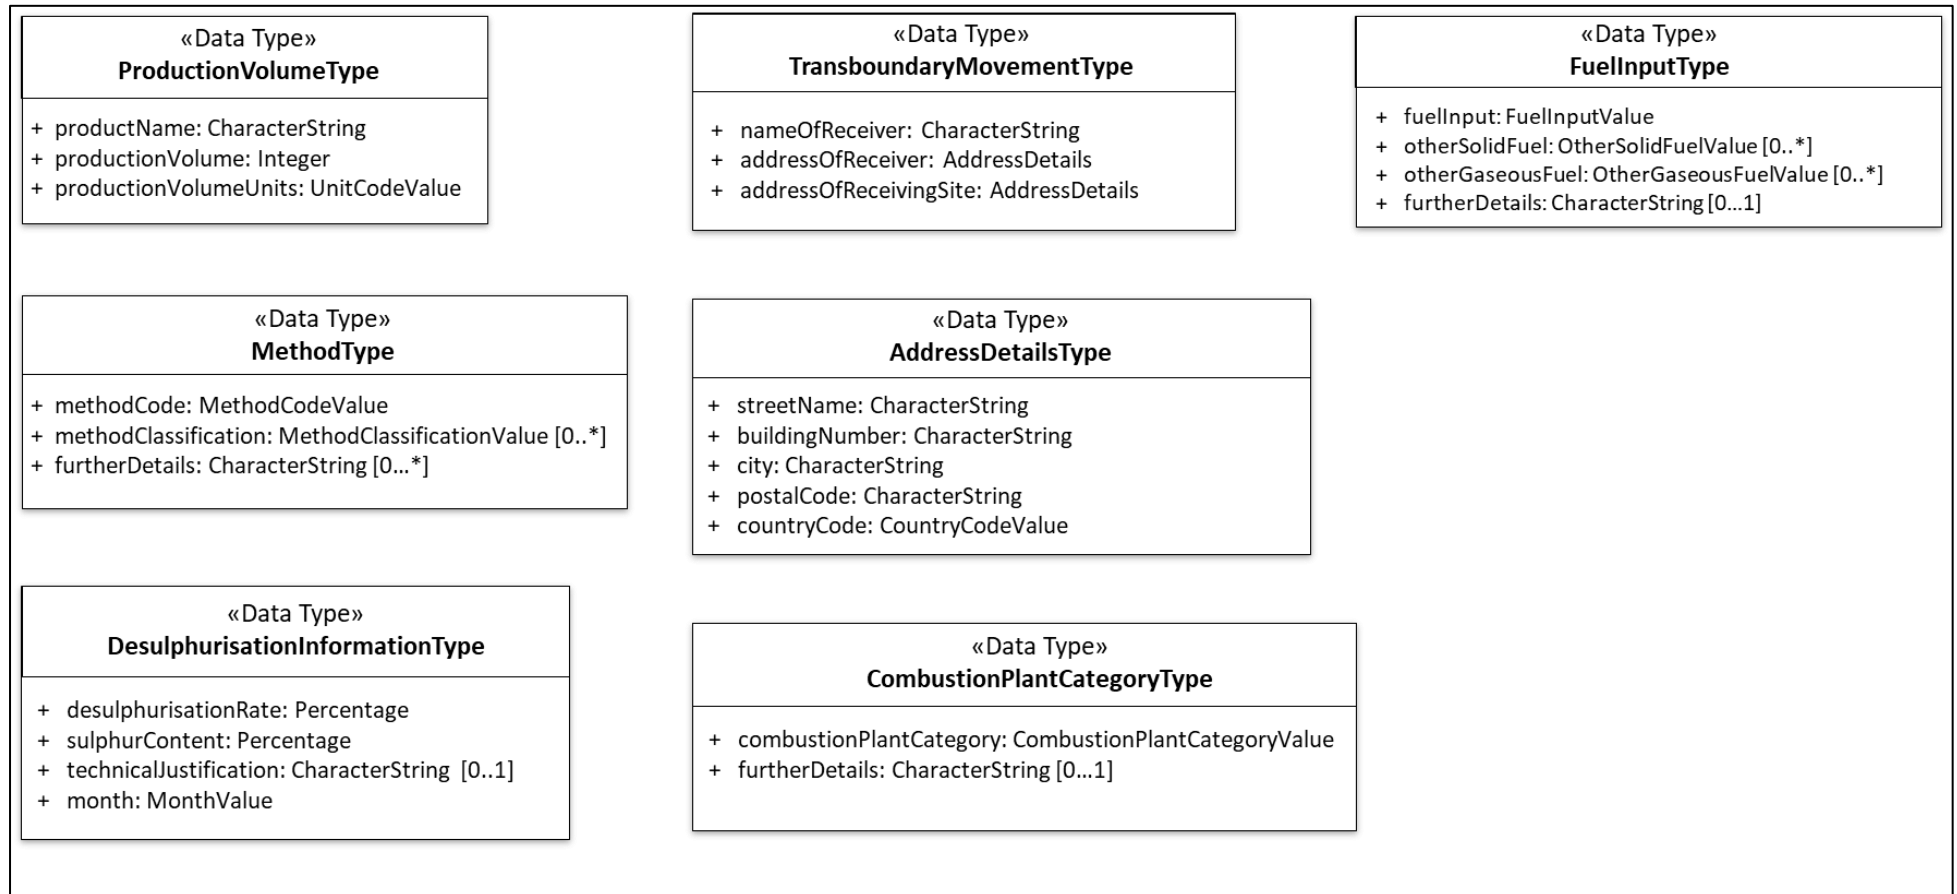 «Data Type»
ProductionVolumeType
+ productName: CharacterString
+ productionVolume: Integer
+ productionVolumeUnits: UnitCodeValue
«Data Type»
TransboundaryMovementType
+ nameOfReceiver: CharacterString
+ addressOfReceiver: AddressDetails
+ addressOfReceivingSite: AddressDetails
«Data Type»
FuelInputType
+ fuelInput: FuelInputValue
+ otherSolidFuel: OtherSolidFuelValue [0..*]
+ otherGaseousFuel: OtherGaseousFuelValue [0..*]
+ furtherDetails: CharacterString [0...1]
«Data Type»
MethodType
+ methodCode: MethodCodeValue
+ methodClassification: MethodClassificationValue [0..*]
+ furtherDetails: CharacterString [0...*]
«Data Type»
AddressDetailsType
+ streetName: CharacterString
+ buildingNumber: CharacterString
+ city: CharacterString
+ postalCode: CharacterString
+ countryCode: CountryCodeValue
«Data Type»
DesulphurisationInformationType
+ desulphurisationRate: Percentage
+ sulphurContent: Percentage
+ technicalJustification: CharacterString [0..1]
+ month: MonthValue
«Data Type»
CombustionPlantCategoryType
+ combustionPlantCategory: CombustionPlantCategoryValue
+ furtherDetails: CharacterString [0...1]